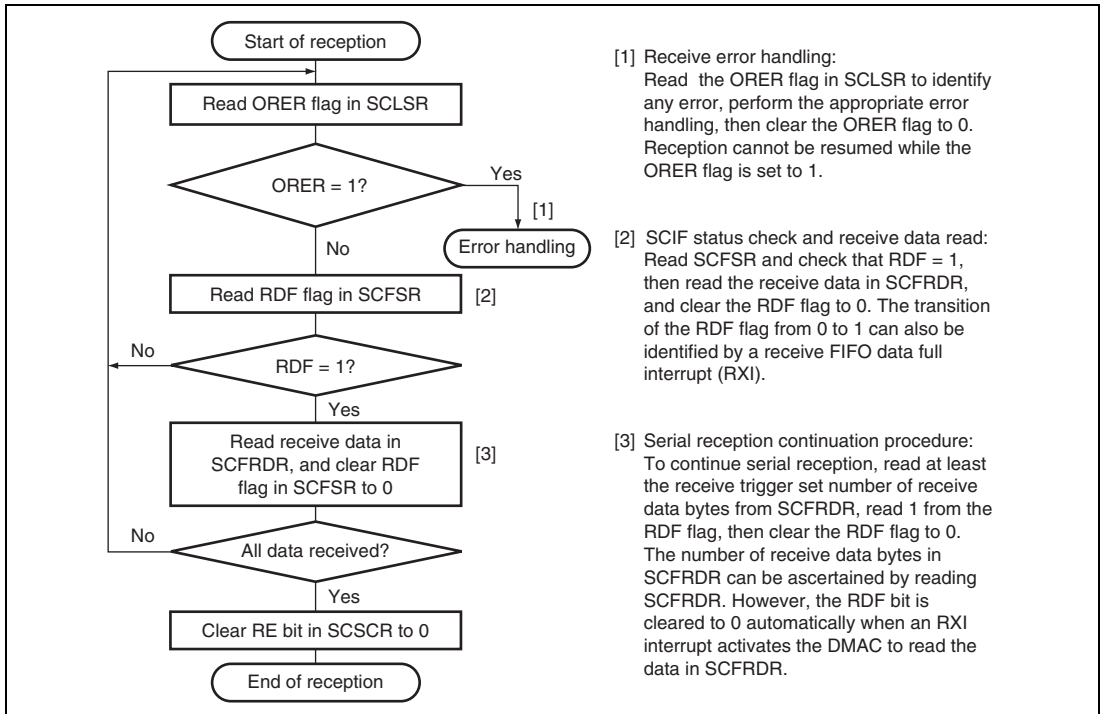 Start of reception
Read ORER flag in SCLSR
ORER = 1?
Yes
[1]
Error handling
No
Read RDF flag in SCFSR
[2]
No
RDF = 1?
Yes
Read receive data in
SCFRDR, and clear RDF
flag in SCFSR to 0
[3]
No
All data received?
Yes
Clear RE bit in SCSCR to 0
End of reception
[1] Receive error handling:
Read the ORER flag in SCLSR to identify
any error, perform the appropriate error
handling, then clear the ORER flag to 0.
Reception cannot be resumed while the
ORER flag is set to 1.
[2] SCIF status check and receive data read:
Read SCFSR and check that RDF = 1,
then read the receive data in SCFRDR,
and clear the RDF flag to 0. The transition
of the RDF flag from 0 to 1 can also be
identified by a receive FIFO data full
interrupt (RXI).
[3] Serial reception continuation procedure:
To continue serial reception, read at least
the receive trigger set number of receive
data bytes from SCFRDR, read 1 from the
RDF flag, then clear the RDF flag to 0.
The number of receive data bytes in
SCFRDR can be ascertained by reading
SCFRDR. However, the RDF bit is
cleared to 0 automatically when an RXI
interrupt activates the DMAC to read the
data in SCFRDR.